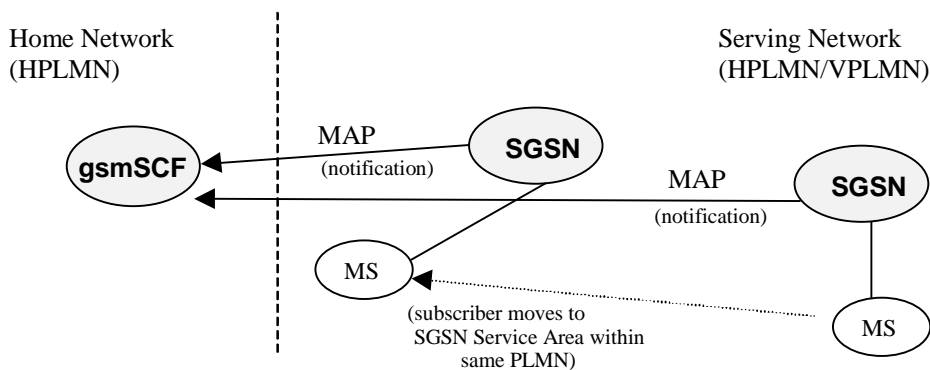 Home Network
(HPLMN)
Serving Network
(HPLMN/VPLMN)
MAP
(notification)
SGSN
gsmSCF
MAP
(notification)
SGSN
MS
(subscriber moves to
SGSN Service Area within
same PLMN)
MS